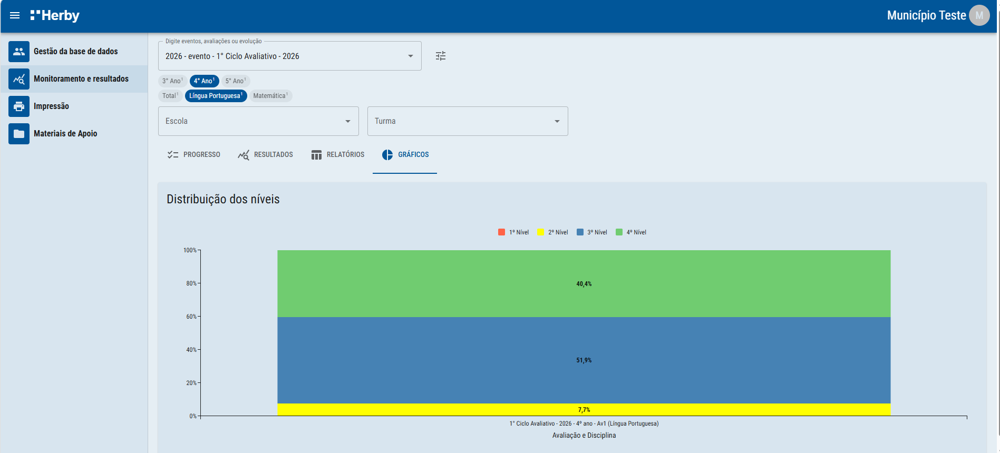 Herby
Município Teste M
Gestão da base de dados
Monitoramento e resultados
Impressão
Materiais de Apoio
Digite eventos, avaliações ou evolução
2026 - evento - 1° Ciclo Avaliativo - 2026
3° Ano¹ 4° Ano¹ 5° Ano¹
Total¹ Língua Portuguesa¹ Matemática¹
Escola Turma
PROGRESSO RESULTADOS RELATÓRIOS GRÁFICOS
Distribuição dos níveis
1º Nível 2º Nível 3º Nível 4º Nível
100%
80%
60%
40%
20%
0%
40,4%
51,9%
7,7%
1° Ciclo Avaliativo - 2026 - 4º ano - Av1 (Língua Portuguesa)
Avaliação e Disciplina